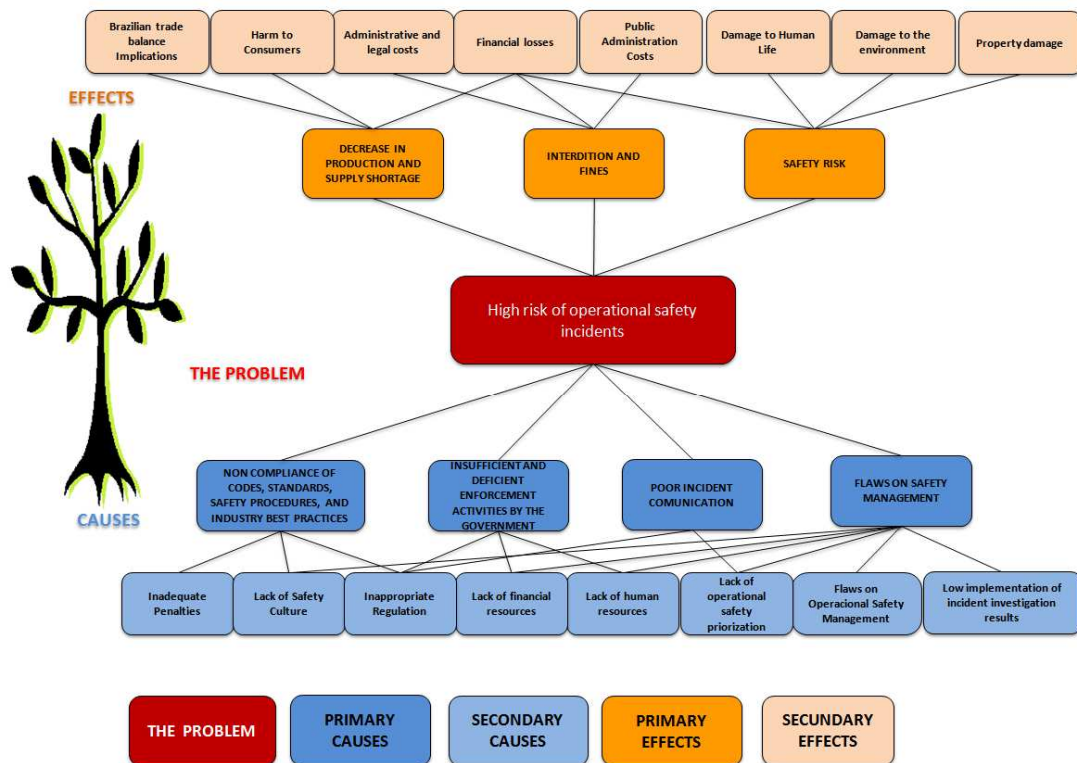 Brazilian trade
balance
Implications
Harm to
Consumers
Administrative and
legal costs
Financial losses
Public
Administration
Costs
Damage to Human
Life
Damage to the
environment
Property damage
EFFECTS
DECREASE IN
PRODUCTION AND
SUPPLY SHORTAGE
INTERDITION AND
FINES
SAFETY RISK
High risk of operational safety
incidents
THE PROBLEM
NON COMPLIANCE OF
CODES, STANDARDS,
SAFETY PROCEDURES, AND
INDUSTRY BEST PRACTICES
INSUFFICIENT AND
DEFICIENT
ENFORCEMENT
ACTIVITIES BY THE
GOVERNMENT
POOR INCIDENT
COMUNICATION
FLAWS ON SAFETY
MANAGEMENT
CAUSES
Inadequate
Penalties
Lack of Safety
Culture
Inappropriate
Regulation
Lack of financial
resources
Lack of human
resources
Lack of
operational
safety
priorization
Flaws on
Operacional Safety
Management
Low implementation of
incident investigation
results
THE PROBLEM
PRIMARY
CAUSES
SECONDARY
CAUSES
PRIMARY
EFFECTS
SECUNDARY
EFFECTS